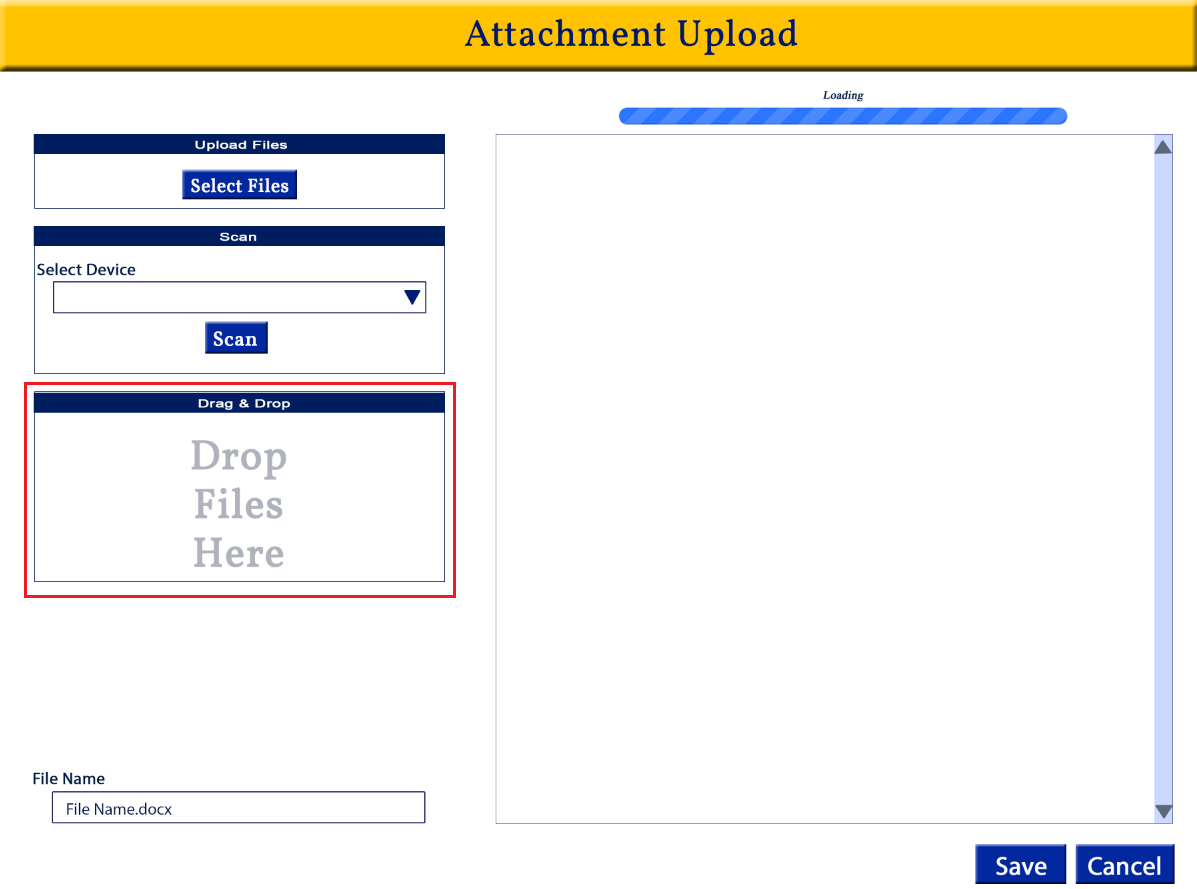 Attachment Upload
Loading
Upload Files
Select Files
Scan
Select Device
Scan
Drag & Drop
Drop
Files
Here
File Name
File Name.docx
Save
Cancel